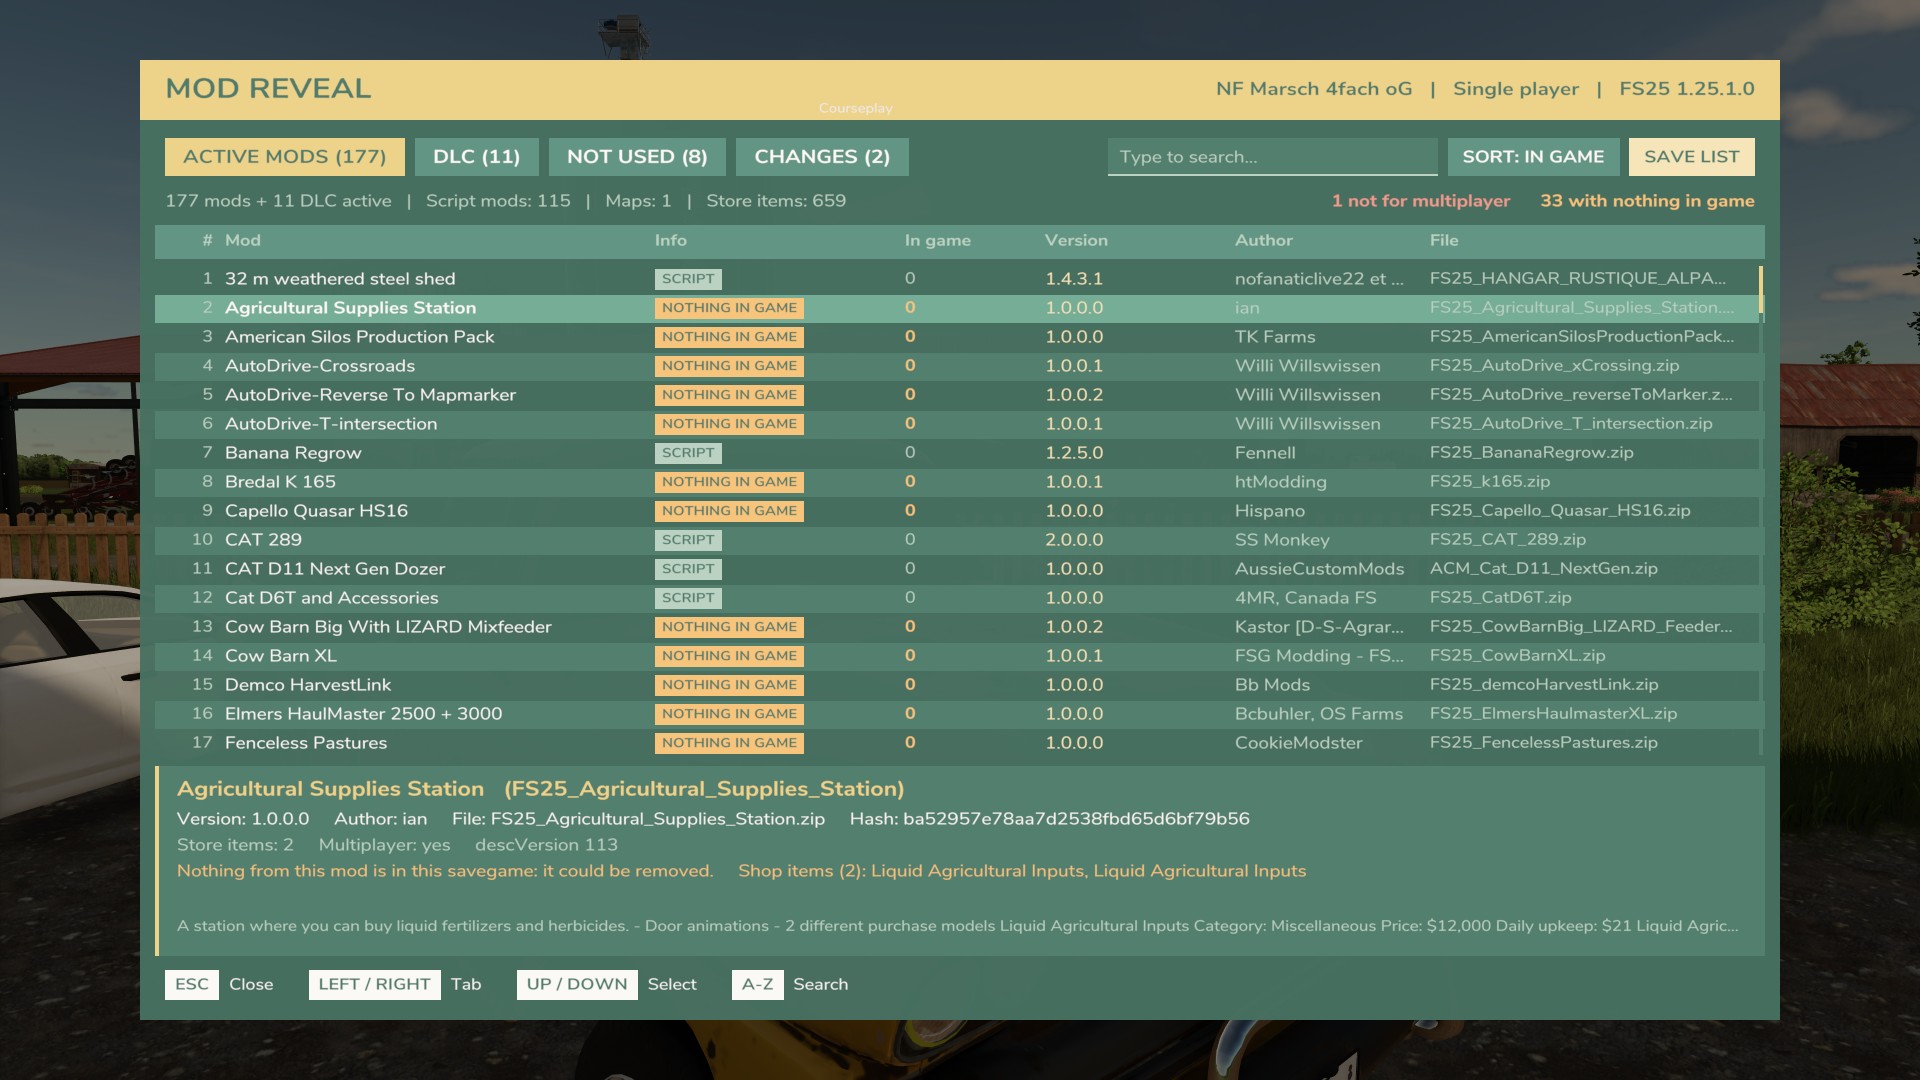 MOD REVEAL NF Marsch 4fach oG | Single player | FS25 1.25.1.0
Courseplay
ACTIVE MODS (177) DLC (11) NOT USED (8) CHANGES (2) Type to search... SORT: IN GAME SAVE LIST
177 mods + 11 DLC active | Script mods: 115 | Maps: 1 | Store items: 659 1 not for multiplayer 33 with nothing in game
# Mod Info In game Version Author File
1 32 m weathered steel shed SCRIPT 0 1.4.3.1 nofanaticlive22 et ... FS25_HANGAR_RUSTIQUE_ALPA...
2 Agricultural Supplies Station NOTHING IN GAME 0 1.0.0.0 ian FS25_Agricultural_Supplies_Station....
3 American Silos Production Pack NOTHING IN GAME 0 1.0.0.0 TK Farms FS25_AmericanSilosProductionPack...
4 AutoDrive-Crossroads NOTHING IN GAME 0 1.0.0.1 Willi Willswissen FS25_AutoDrive_xCrossing.zip
5 AutoDrive-Reverse To Mapmarker NOTHING IN GAME 0 1.0.0.2 Willi Willswissen FS25_AutoDrive_reverseToMarker.z...
6 AutoDrive-T-intersection NOTHING IN GAME 0 1.0.0.1 Willi Willswissen FS25_AutoDrive_T_intersection.zip
7 Banana Regrow SCRIPT 0 1.2.5.0 Fennell FS25_BananaRegrow.zip
8 Bredal K 165 NOTHING IN GAME 0 1.0.0.1 htModding FS25_k165.zip
9 Capello Quasar HS16 NOTHING IN GAME 0 1.0.0.0 Hispano FS25_Capello_Quasar_HS16.zip
10 CAT 289 SCRIPT 0 2.0.0.0 SS Monkey FS25_CAT_289.zip
11 CAT D11 Next Gen Dozer SCRIPT 0 1.0.0.0 AussieCustomMods ACM_Cat_D11_NextGen.zip
12 Cat D6T and Accessories SCRIPT 0 1.0.0.0 4MR, Canada FS FS25_CatD6T.zip
13 Cow Barn Big With LIZARD Mixfeeder NOTHING IN GAME 0 1.0.0.2 Kastor [D-S-Agrar... FS25_CowBarnBig_LIZARD_Feeder...
14 Cow Barn XL NOTHING IN GAME 0 1.0.0.1 FSG Modding - FS... FS25_CowBarnXL.zip
15 Demco HarvestLink NOTHING IN GAME 0 1.0.0.0 Bb Mods FS25_demcoHarvestLink.zip
16 Elmers HaulMaster 2500 + 3000 NOTHING IN GAME 0 1.0.0.0 Bcbuhler, OS Farms FS25_ElmersHaulmasterXL.zip
17 Fenceless Pastures NOTHING IN GAME 0 1.0.0.0 CookieModster FS25_FencelessPastures.zip
Agricultural Supplies Station (FS25_Agricultural_Supplies_Station)
Version: 1.0.0.0 Author: ian File: FS25_Agricultural_Supplies_Station.zip Hash: ba52957e78aa7d2538fbd65d6bf79b56
Store items: 2 Multiplayer: yes descVersion 113
Nothing from this mod is in this savegame: it could be removed. Shop items (2): Liquid Agricultural Inputs, Liquid Agricultural Inputs
A station where you can buy liquid fertilizers and herbicides. - Door animations - 2 different purchase models Liquid Agricultural Inputs Category: Miscellaneous Price: $12,000 Daily upkeep: $21 Liquid Agric...
ESC Close LEFT / RIGHT Tab UP / DOWN Select A-Z Search